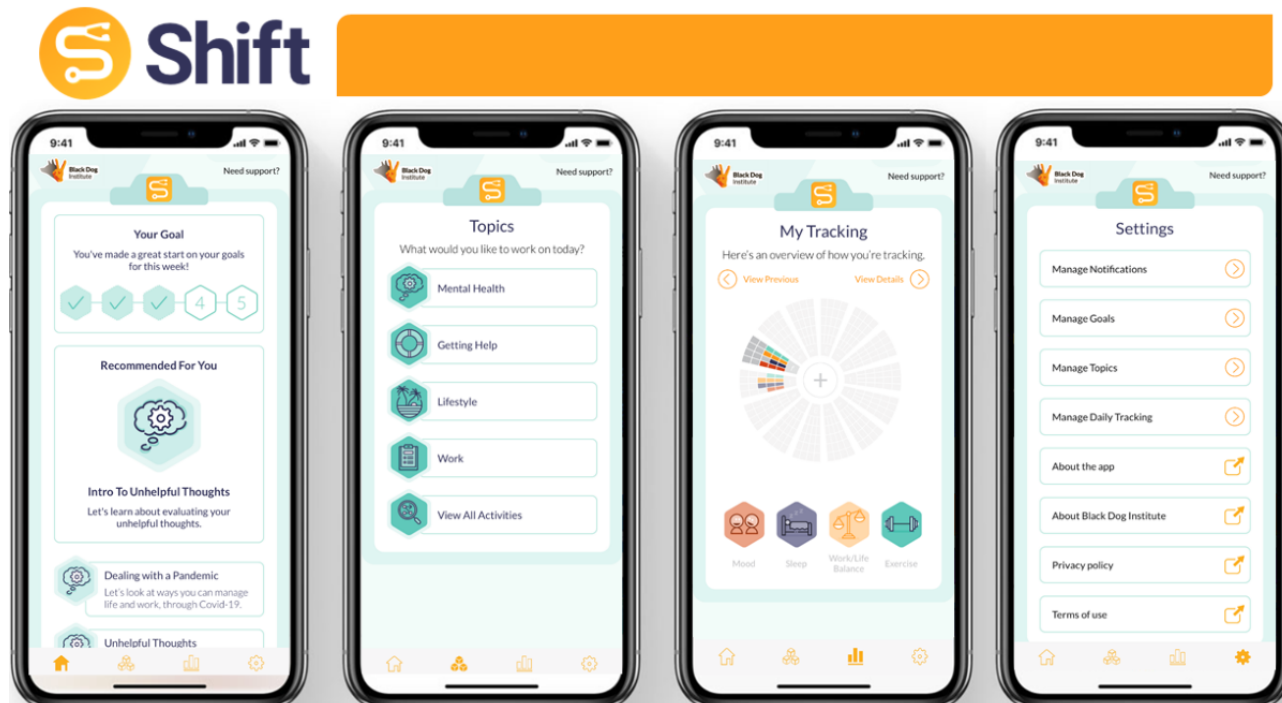 Shift
9:41
Black Dog
Institute
Need support?
Your Goal
You've made a great start on your goals
for this week!
4
5
Recommended For You
Intro To Unhelpful Thoughts
Let's learn about evaluating your
unhelpful thoughts.
Dealing with a Pandemic
Let's look at ways you can manage
life and work, through Covid-19.
Unhelpful Thoughts
9:41
Black Dog
Institute
Need support?
Topics
What would you like to work on today?
Mental Health
Getting Help
Lifestyle
Work
View All Activities
9:41
Black Dog
Institute
Need support?
My Tracking
Here's an overview of how you're tracking.
View Previous
View Details
Mood
Sleep
Work/Life
Balance
Exercise
9:41
Black Dog
Institute
Need support?
Settings
Manage Notifications
Manage Goals
Manage Topics
Manage Daily Tracking
About the app
About Black Dog Institute
Privacy policy
Terms of use